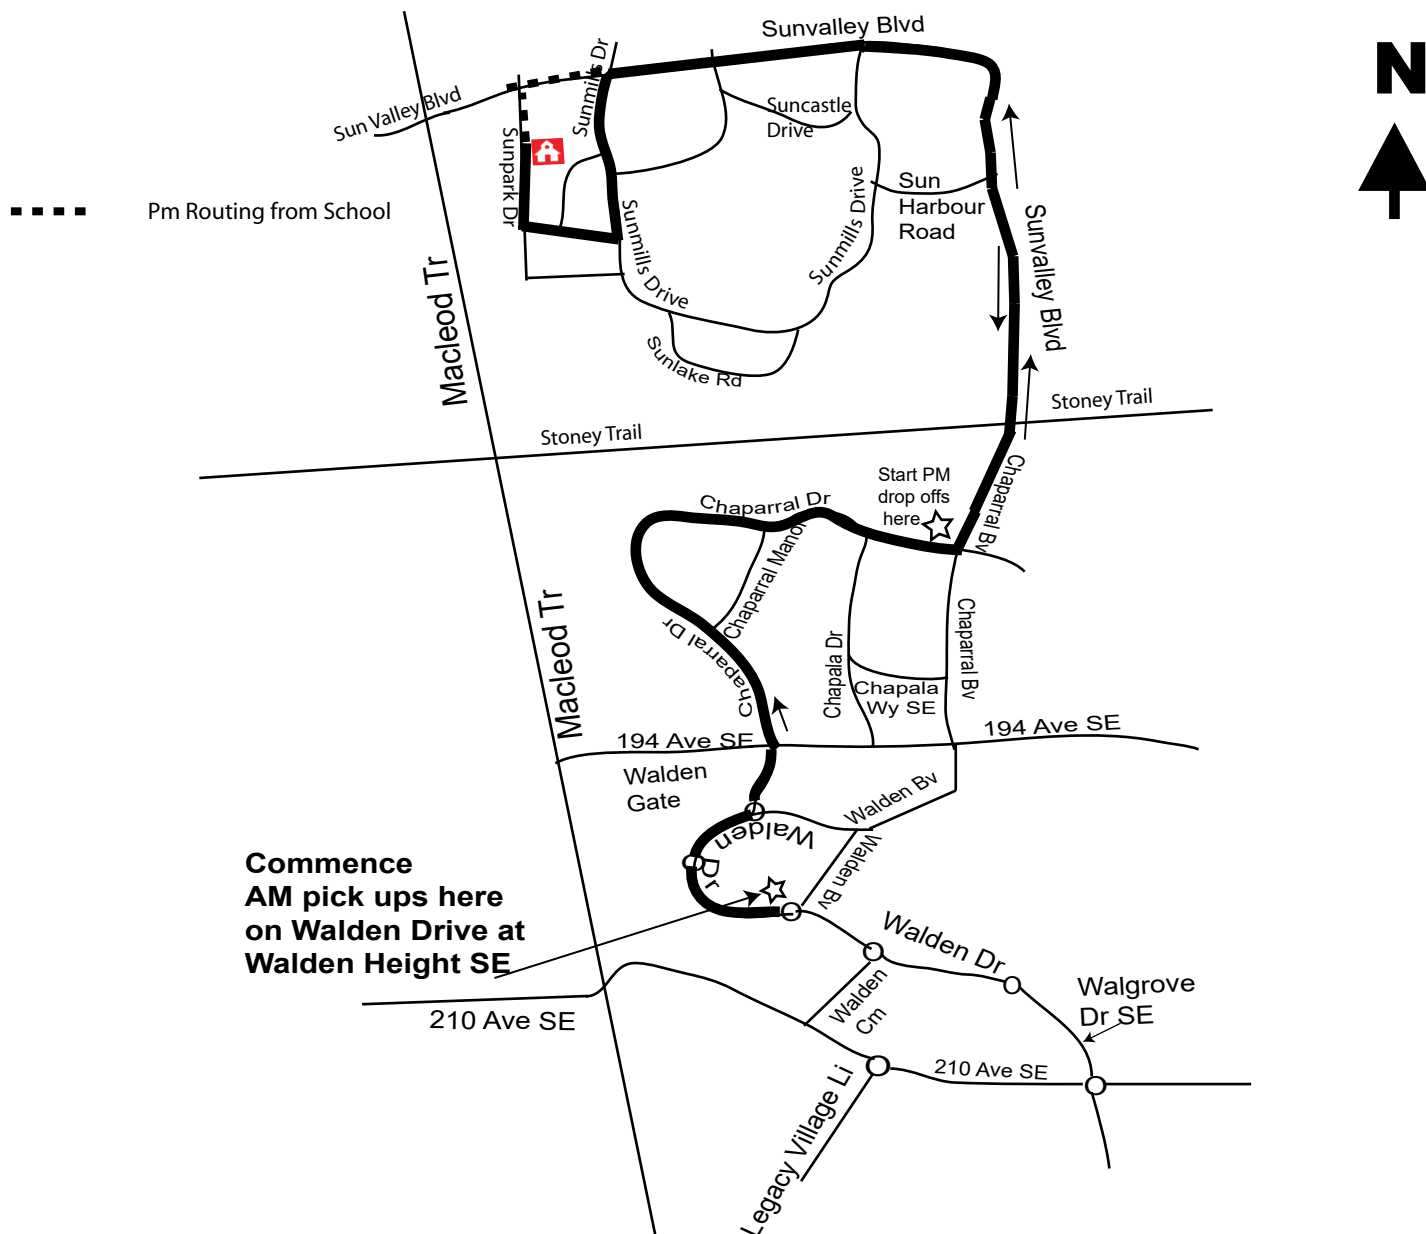 Sunvalley Blvd
N
Sunmills Dr
Sun Valley Blvd
Suncastle
Drive
Sunpark Dr
Sun
Harbour
Road
Pm Routing from School
Sunmills Drive
Sunmills Drive
Sunvalley Blvd
Macleod Tr
Sunlake Rd
Stoney Trail
Stoney Trail
Start PM
drop offs
here
Chaparral Bv
Chaparral Dr
Chaparral Manor
Macleod Tr
Chaparral Dr
Chapala Dr
Chaparral Bv
Chapala
Wy SE
194 Ave SE
194 Ave SE
Walden
Gate
Walden Bv
Walden
Dr
Walden Bv
Commence
AM pick ups here
on Walden Drive at
Walden Height SE
Walden Dr
Walden
Cm
Walgrove
Dr SE
210 Ave SE
210 Ave SE
Legacy Village Li